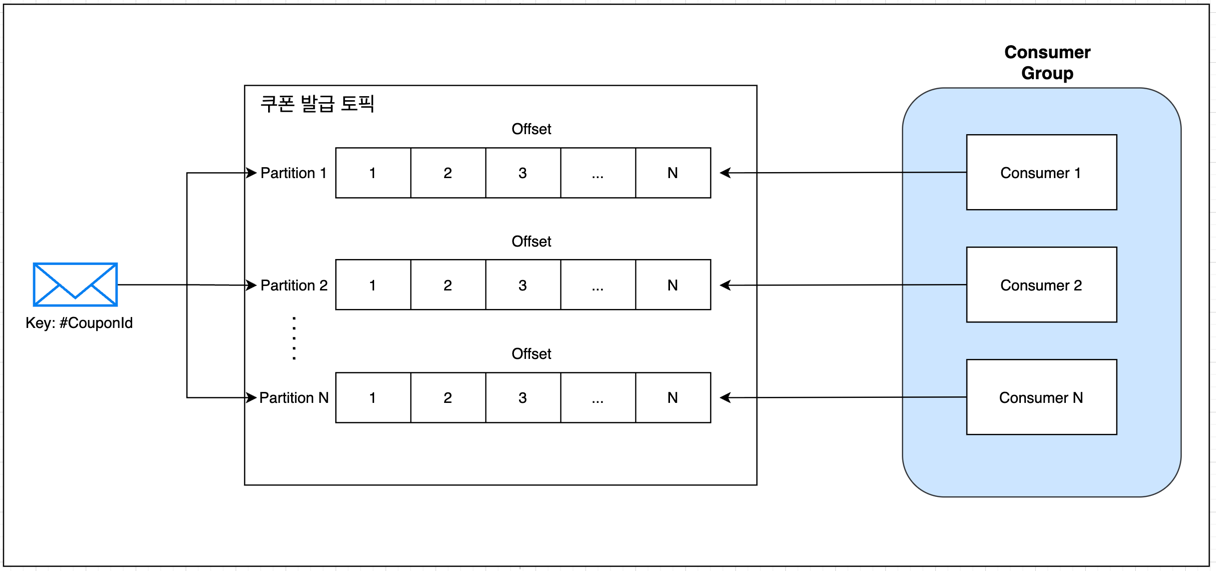 Consumer
Group
쿠폰 발급 토픽
Offset
Partition 1 1 2 3 ... N
Consumer 1
Offset
Partition 2 1 2 3 ... N
Consumer 2
Key: #CouponId
Offset
Partition N 1 2 3 ... N
Consumer N